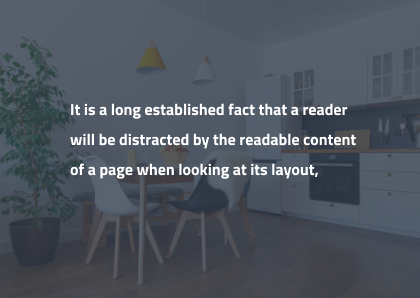 It is a long established fact that a reader
will be distracted by the readable content
of a page when looking at its layout,